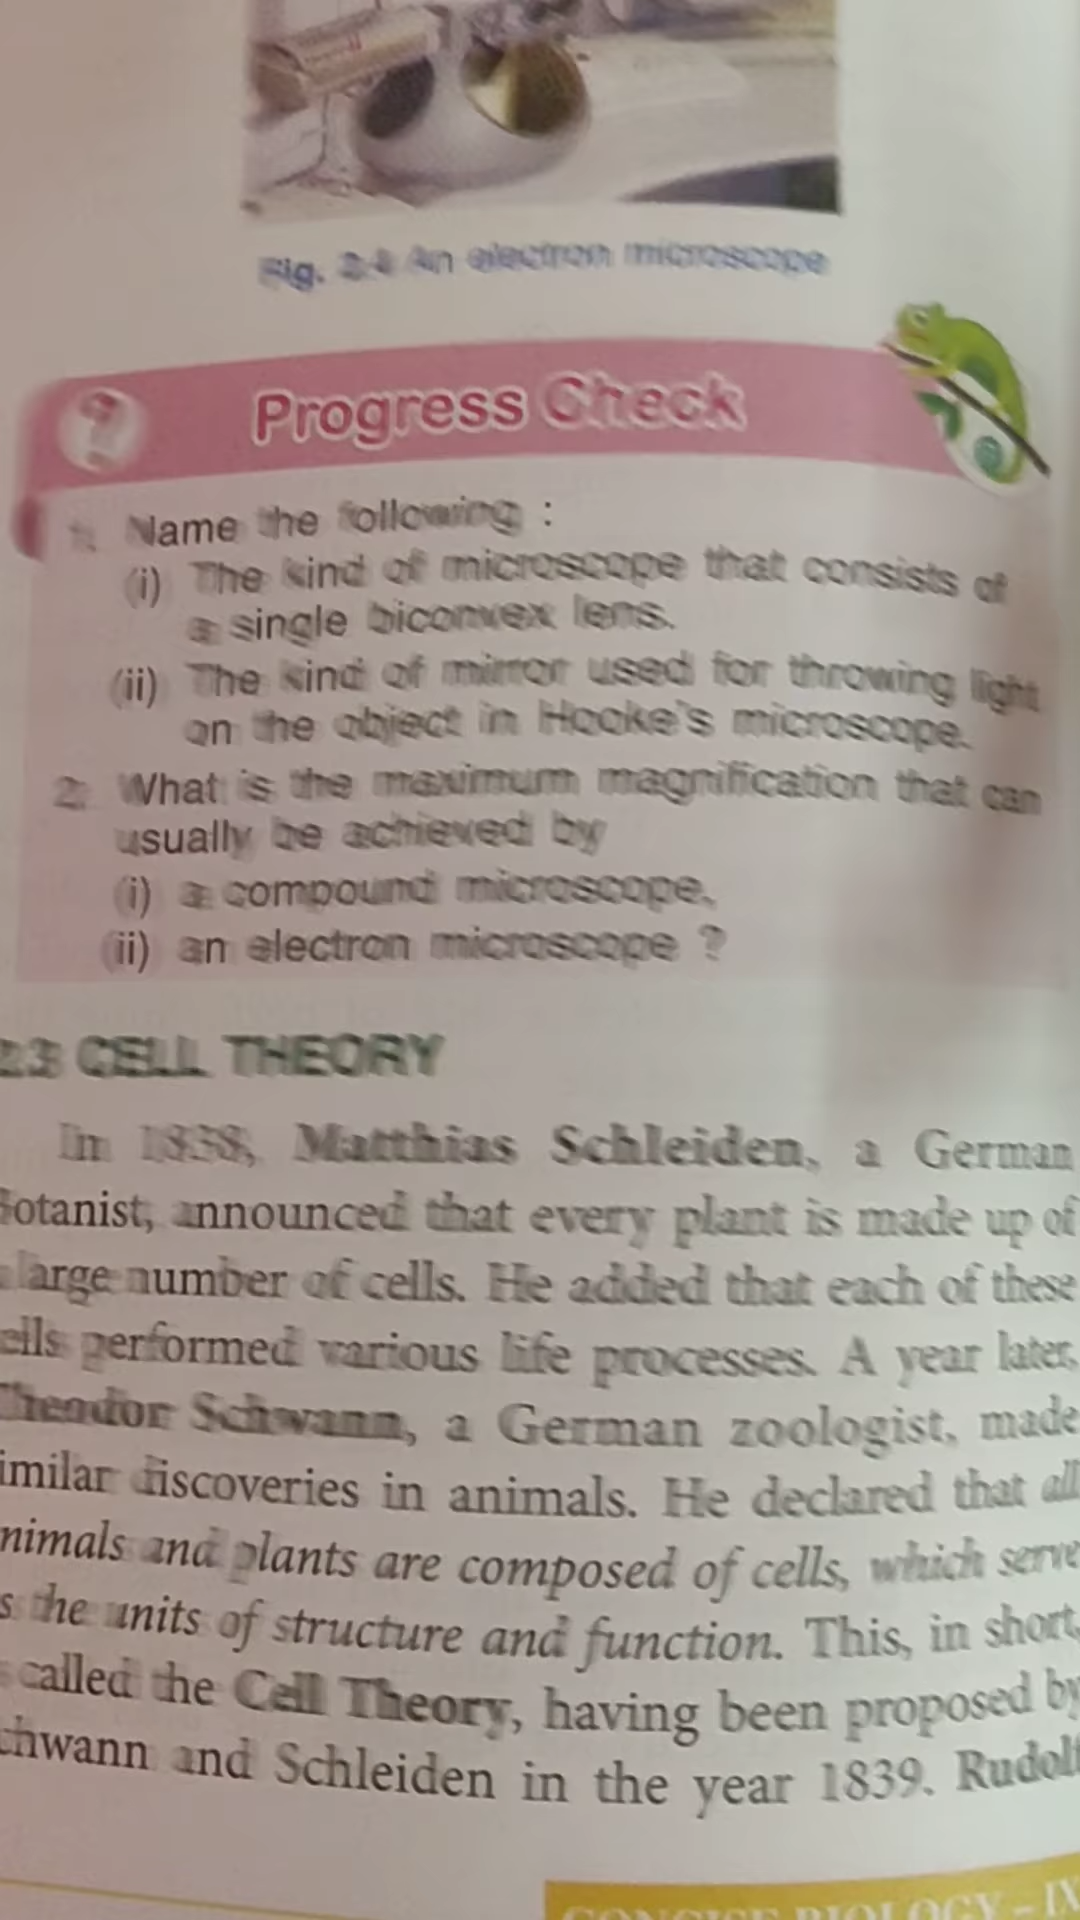 Fig. 2.4 An electron microscope
Progress Check
1. Name the following :
(i) The kind of microscope that consists of
a single biconvex lens.
(ii) The kind of mirror used for throwing light
on the object in Hooke's microscope.
2. What is the maximum magnification that can
usually be achieved by
(i) a compound microscope,
(ii) an electron microscope ?
2.3 CELL THEORY
In 1838, Matthias Schleiden, a German
Botanist, announced that every plant is made up of
large number of cells. He added that each of these
ells performed various life processes. A year later,
Theodor Schwann, a German zoologist, made
imilar discoveries in animals. He declared that all
nimals and plants are composed of cells, which serve
s the units of structure and function. This, in short,
called the Cell Theory, having been proposed by
chwann and Schleiden in the year 1839. Rudolf
CONCISE BIOLOGY – IX